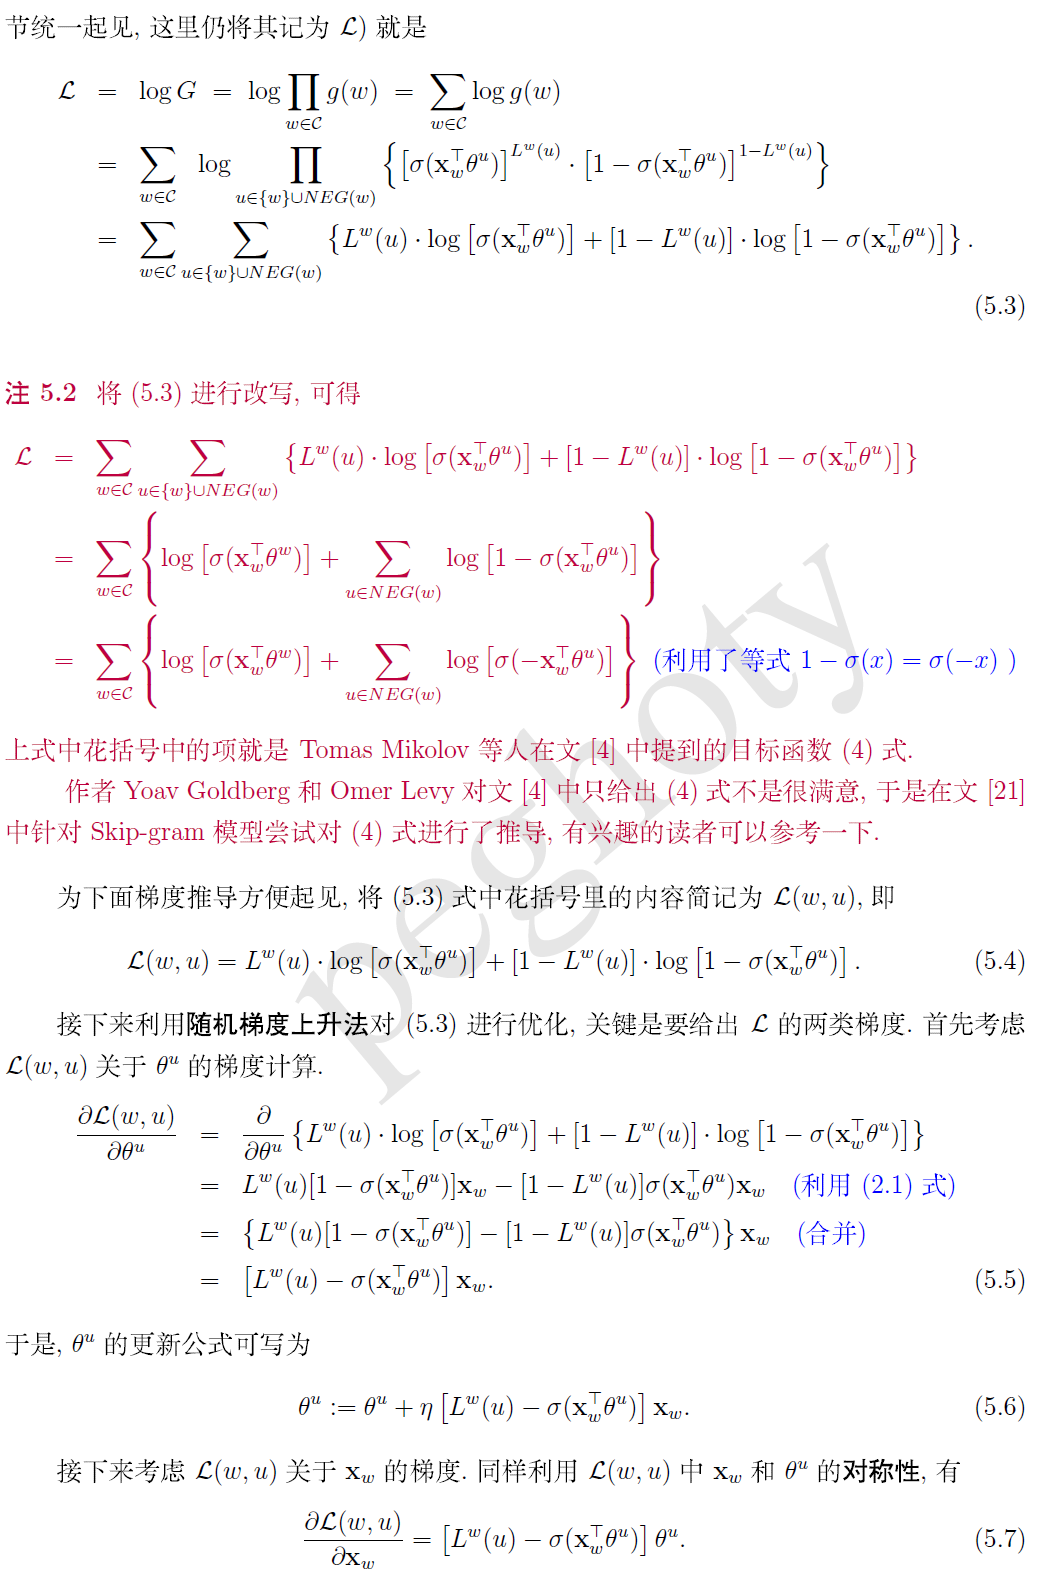 节统一起见, 这里仍将其记为 $\mathcal{L}$) 就是
$\mathcal{L} = \log G = \log \prod_{w \in \mathcal{C}} g(w) = \sum_{w \in \mathcal{C}} \log g(w)$
$= \sum_{w \in \mathcal{C}} \log \prod_{u \in \{w\} \cup NEG(w)} \left\{ \left[\sigma(\mathbf{x}_w^\top \theta^u)\right]^{L^w(u)} \cdot \left[1 - \sigma(\mathbf{x}_w^\top \theta^u)\right]^{1-L^w(u)} \right\}$
$= \sum_{w \in \mathcal{C}} \sum_{u \in \{w\} \cup NEG(w)} \left\{ L^w(u) \cdot \log \left[\sigma(\mathbf{x}_w^\top \theta^u)\right] + [1 - L^w(u)] \cdot \log \left[1 - \sigma(\mathbf{x}_w^\top \theta^u)\right] \right\}.$
(5.3)
注 5.2 将 (5.3) 进行改写, 可得
$\mathcal{L} = \sum_{w \in \mathcal{C}} \sum_{u \in \{w\} \cup NEG(w)} \left\{ L^w(u) \cdot \log \left[\sigma(\mathbf{x}_w^\top \theta^u)\right] + [1 - L^w(u)] \cdot \log \left[1 - \sigma(\mathbf{x}_w^\top \theta^u)\right] \right\}$
$= \sum_{w \in \mathcal{C}} \left\{ \log \left[\sigma(\mathbf{x}_w^\top \theta^w)\right] + \sum_{u \in NEG(w)} \log \left[1 - \sigma(\mathbf{x}_w^\top \theta^u)\right] \right\}$
$= \sum_{w \in \mathcal{C}} \left\{ \log \left[\sigma(\mathbf{x}_w^\top \theta^w)\right] + \sum_{u \in NEG(w)} \log \left[\sigma(-\mathbf{x}_w^\top \theta^u)\right] \right\}$ (利用了等式 $1 - \sigma(x) = \sigma(-x)$ )
上式中花括号中的项就是 Tomas Mikolov 等人在文 [4] 中提到的目标函数 (4) 式.
作者 Yoav Goldberg 和 Omer Levy 对文 [4] 中只给出 (4) 式不是很满意, 于是在文 [21]
中针对 Skip-gram 模型尝试对 (4) 式进行了推导, 有兴趣的读者可以参考一下.
为下面梯度推导方便起见, 将 (5.3) 式中花括号里的内容简记为 $\mathcal{L}(w, u)$, 即
$\mathcal{L}(w, u) = L^w(u) \cdot \log \left[\sigma(\mathbf{x}_w^\top \theta^u)\right] + [1 - L^w(u)] \cdot \log \left[1 - \sigma(\mathbf{x}_w^\top \theta^u)\right].$ (5.4)
接下来利用随机梯度上升法对 (5.3) 进行优化, 关键是要给出 $\mathcal{L}$ 的两类梯度. 首先考虑
$\mathcal{L}(w, u)$ 关于 $\theta^u$ 的梯度计算.
$\frac{\partial \mathcal{L}(w, u)}{\partial \theta^u} = \frac{\partial}{\partial \theta^u} \left\{ L^w(u) \cdot \log \left[\sigma(\mathbf{x}_w^\top \theta^u)\right] + [1 - L^w(u)] \cdot \log \left[1 - \sigma(\mathbf{x}_w^\top \theta^u)\right] \right\}$
$= L^w(u)[1 - \sigma(\mathbf{x}_w^\top \theta^u)]\mathbf{x}_w - [1 - L^w(u)]\sigma(\mathbf{x}_w^\top \theta^u)\mathbf{x}_w$ (利用 (2.1) 式)
$= \left\{ L^w(u)[1 - \sigma(\mathbf{x}_w^\top \theta^u)] - [1 - L^w(u)]\sigma(\mathbf{x}_w^\top \theta^u) \right\} \mathbf{x}_w$ (合并)
$= \left[ L^w(u) - \sigma(\mathbf{x}_w^\top \theta^u) \right] \mathbf{x}_w.$ (5.5)
于是, $\theta^u$ 的更新公式可写为
$\theta^u := \theta^u + \eta \left[ L^w(u) - \sigma(\mathbf{x}_w^\top \theta^u) \right] \mathbf{x}_w.$ (5.6)
接下来考虑 $\mathcal{L}(w, u)$ 关于 $\mathbf{x}_w$ 的梯度. 同样利用 $\mathcal{L}(w, u)$ 中 $\mathbf{x}_w$ 和 $\theta^u$ 的对称性, 有
$\frac{\partial \mathcal{L}(w, u)}{\partial \mathbf{x}_w} = \left[ L^w(u) - \sigma(\mathbf{x}_w^\top \theta^u) \right] \theta^u.$ (5.7)
peghoty